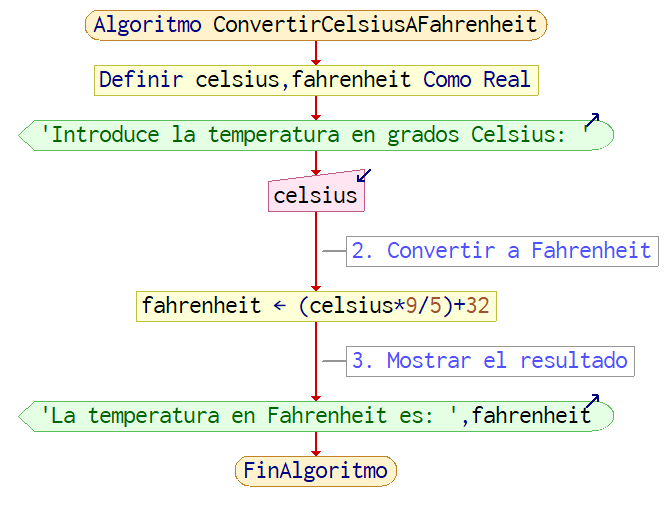 Algoritmo ConvertirCelsiusAFahrenheit
Definir celsius,fahrenheit Como Real
'Introduce la temperatura en grados Celsius: '
celsius
2. Convertir a Fahrenheit
fahrenheit ← (celsius*9/5)+32
3. Mostrar el resultado
'La temperatura en Fahrenheit es: ',fahrenheit
FinAlgoritmo